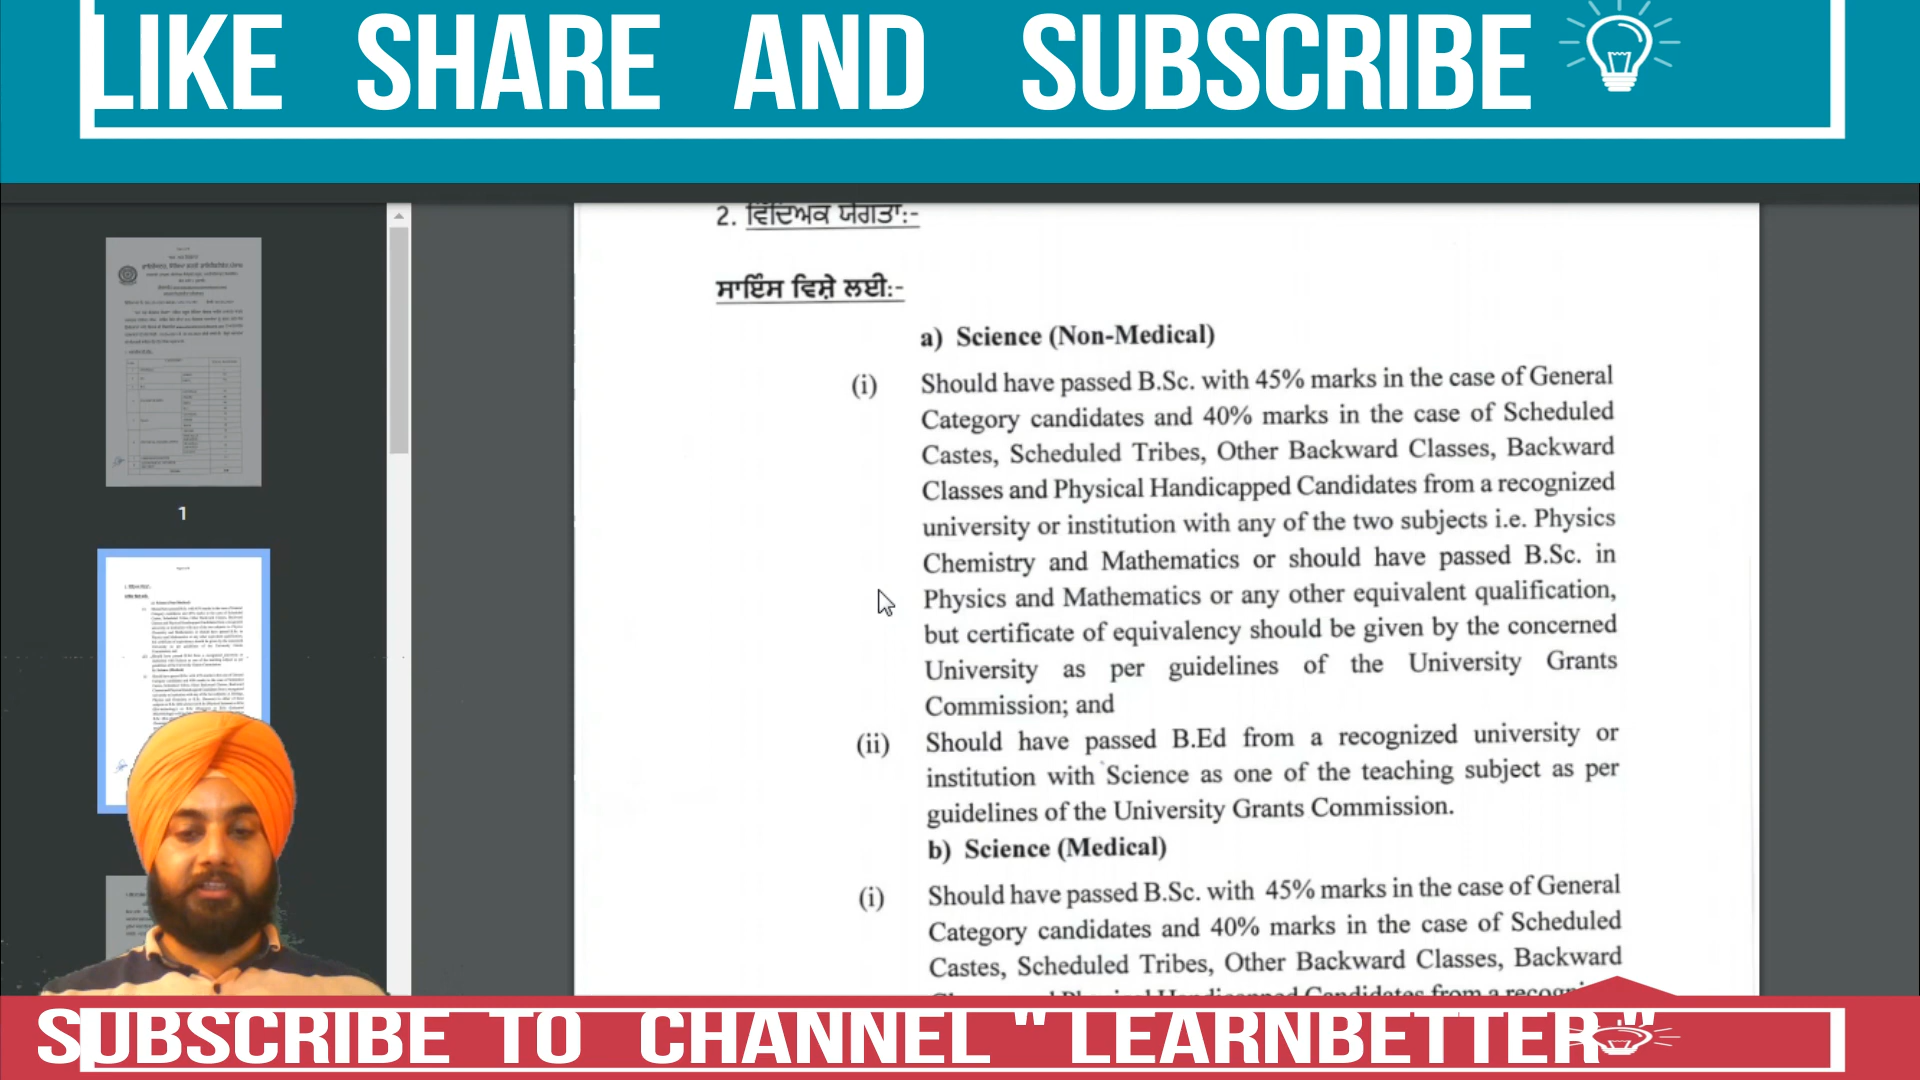 LIKE SHARE AND SUBSCRIBE
2. ਵਿੱਦਿਅਕ ਯੋਗਤਾ:-
ਸਾਇੰਸ ਵਿਸ਼ੇ ਲਈ:-
a) Science (Non-Medical)
(i) Should have passed B.Sc. with 45% marks in the case of General
Category candidates and 40% marks in the case of Scheduled
Castes, Scheduled Tribes, Other Backward Classes, Backward
Classes and Physical Handicapped Candidates from a recognized
university or institution with any of the two subjects i.e. Physics
Chemistry and Mathematics or should have passed B.Sc. in
Physics and Mathematics or any other equivalent qualification,
but certificate of equivalency should be given by the concerned
University as per guidelines of the University Grants
Commission; and
(ii) Should have passed B.Ed from a recognized university or
institution with Science as one of the teaching subject as per
guidelines of the University Grants Commission.
b) Science (Medical)
(i) Should have passed B.Sc. with 45% marks in the case of General
Category candidates and 40% marks in the case of Scheduled
Castes, Scheduled Tribes, Other Backward Classes, Backward
1
SUBSCRIBE TO CHANNEL "LEARNBETTER"